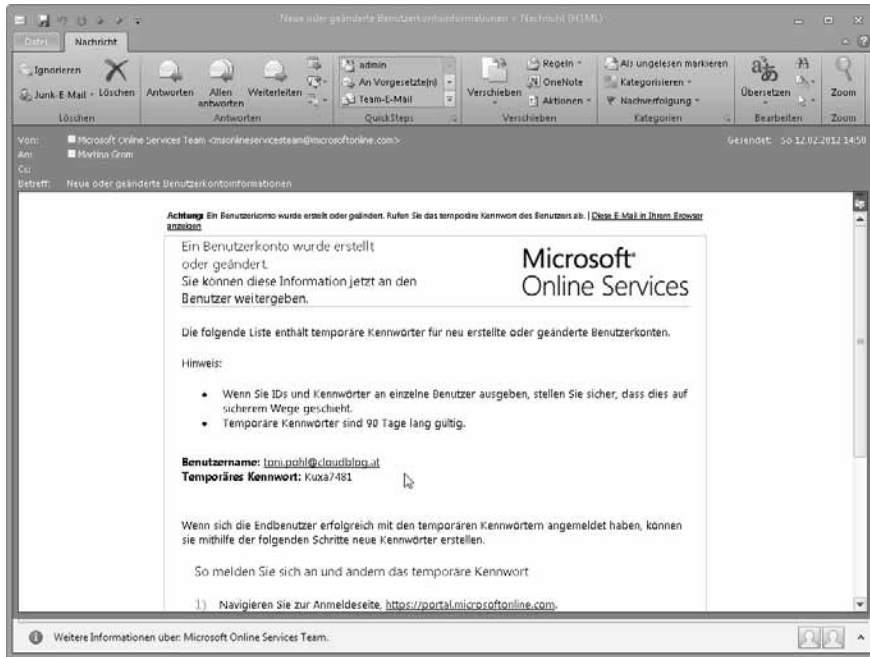 Neue oder geänderte Benutzerkontoinformationen - Nachricht (HTML)
Datei Nachricht
Ignorieren
Junk-E-Mail Löschen
Löschen
Antworten Allen antworten Weiterleiten
Antworten
admin
An Vorgesetzte(n)
Team-E-Mail
QuickSteps
Verschieben
Regeln
OneNote
Aktionen
Verschieben
Als ungelesen markieren
Kategorisieren
Nachverfolgung
Kategorien
Übersetzen
Bearbeiten
Zoom
Zoom
Von: Microsoft Online Services Team <msonlineservicesteam@microsoftonline.com>
Gesendet: So 12.02.2012 14:50
An: Martina Grom
Cc:
Betreff: Neue oder geänderte Benutzerkontoinformationen
Achtung: Ein Benutzerkonto wurde erstellt oder geändert. Rufen Sie das temporäre Kennwort des Benutzers ab. | Diese E-Mail in Ihrem Browser
anzeigen
Ein Benutzerkonto wurde erstellt
oder geändert.
Sie können diese Information jetzt an den
Benutzer weitergeben.
Microsoft
Online Services
Die folgende Liste enthält temporäre Kennwörter für neu erstellte oder geänderte Benutzerkonten.
Hinweis:
• Wenn Sie IDs und Kennwörter an einzelne Benutzer ausgeben, stellen Sie sicher, dass dies auf
sicherem Wege geschieht.
• Temporäre Kennwörter sind 90 Tage lang gültig.
Benutzername: toni.pohl@cloudblog.at
Temporäres Kennwort: Kuxa7481
Wenn sich die Endbenutzer erfolgreich mit den temporären Kennwörtern angemeldet haben, können
sie mithilfe der folgenden Schritte neue Kennwörter erstellen.
So melden Sie sich an und ändern das temporäre Kennwort
1) Navigieren Sie zur Anmeldeseite, https://portal.microsoftonline.com.
Weitere Informationen über: Microsoft Online Services Team.